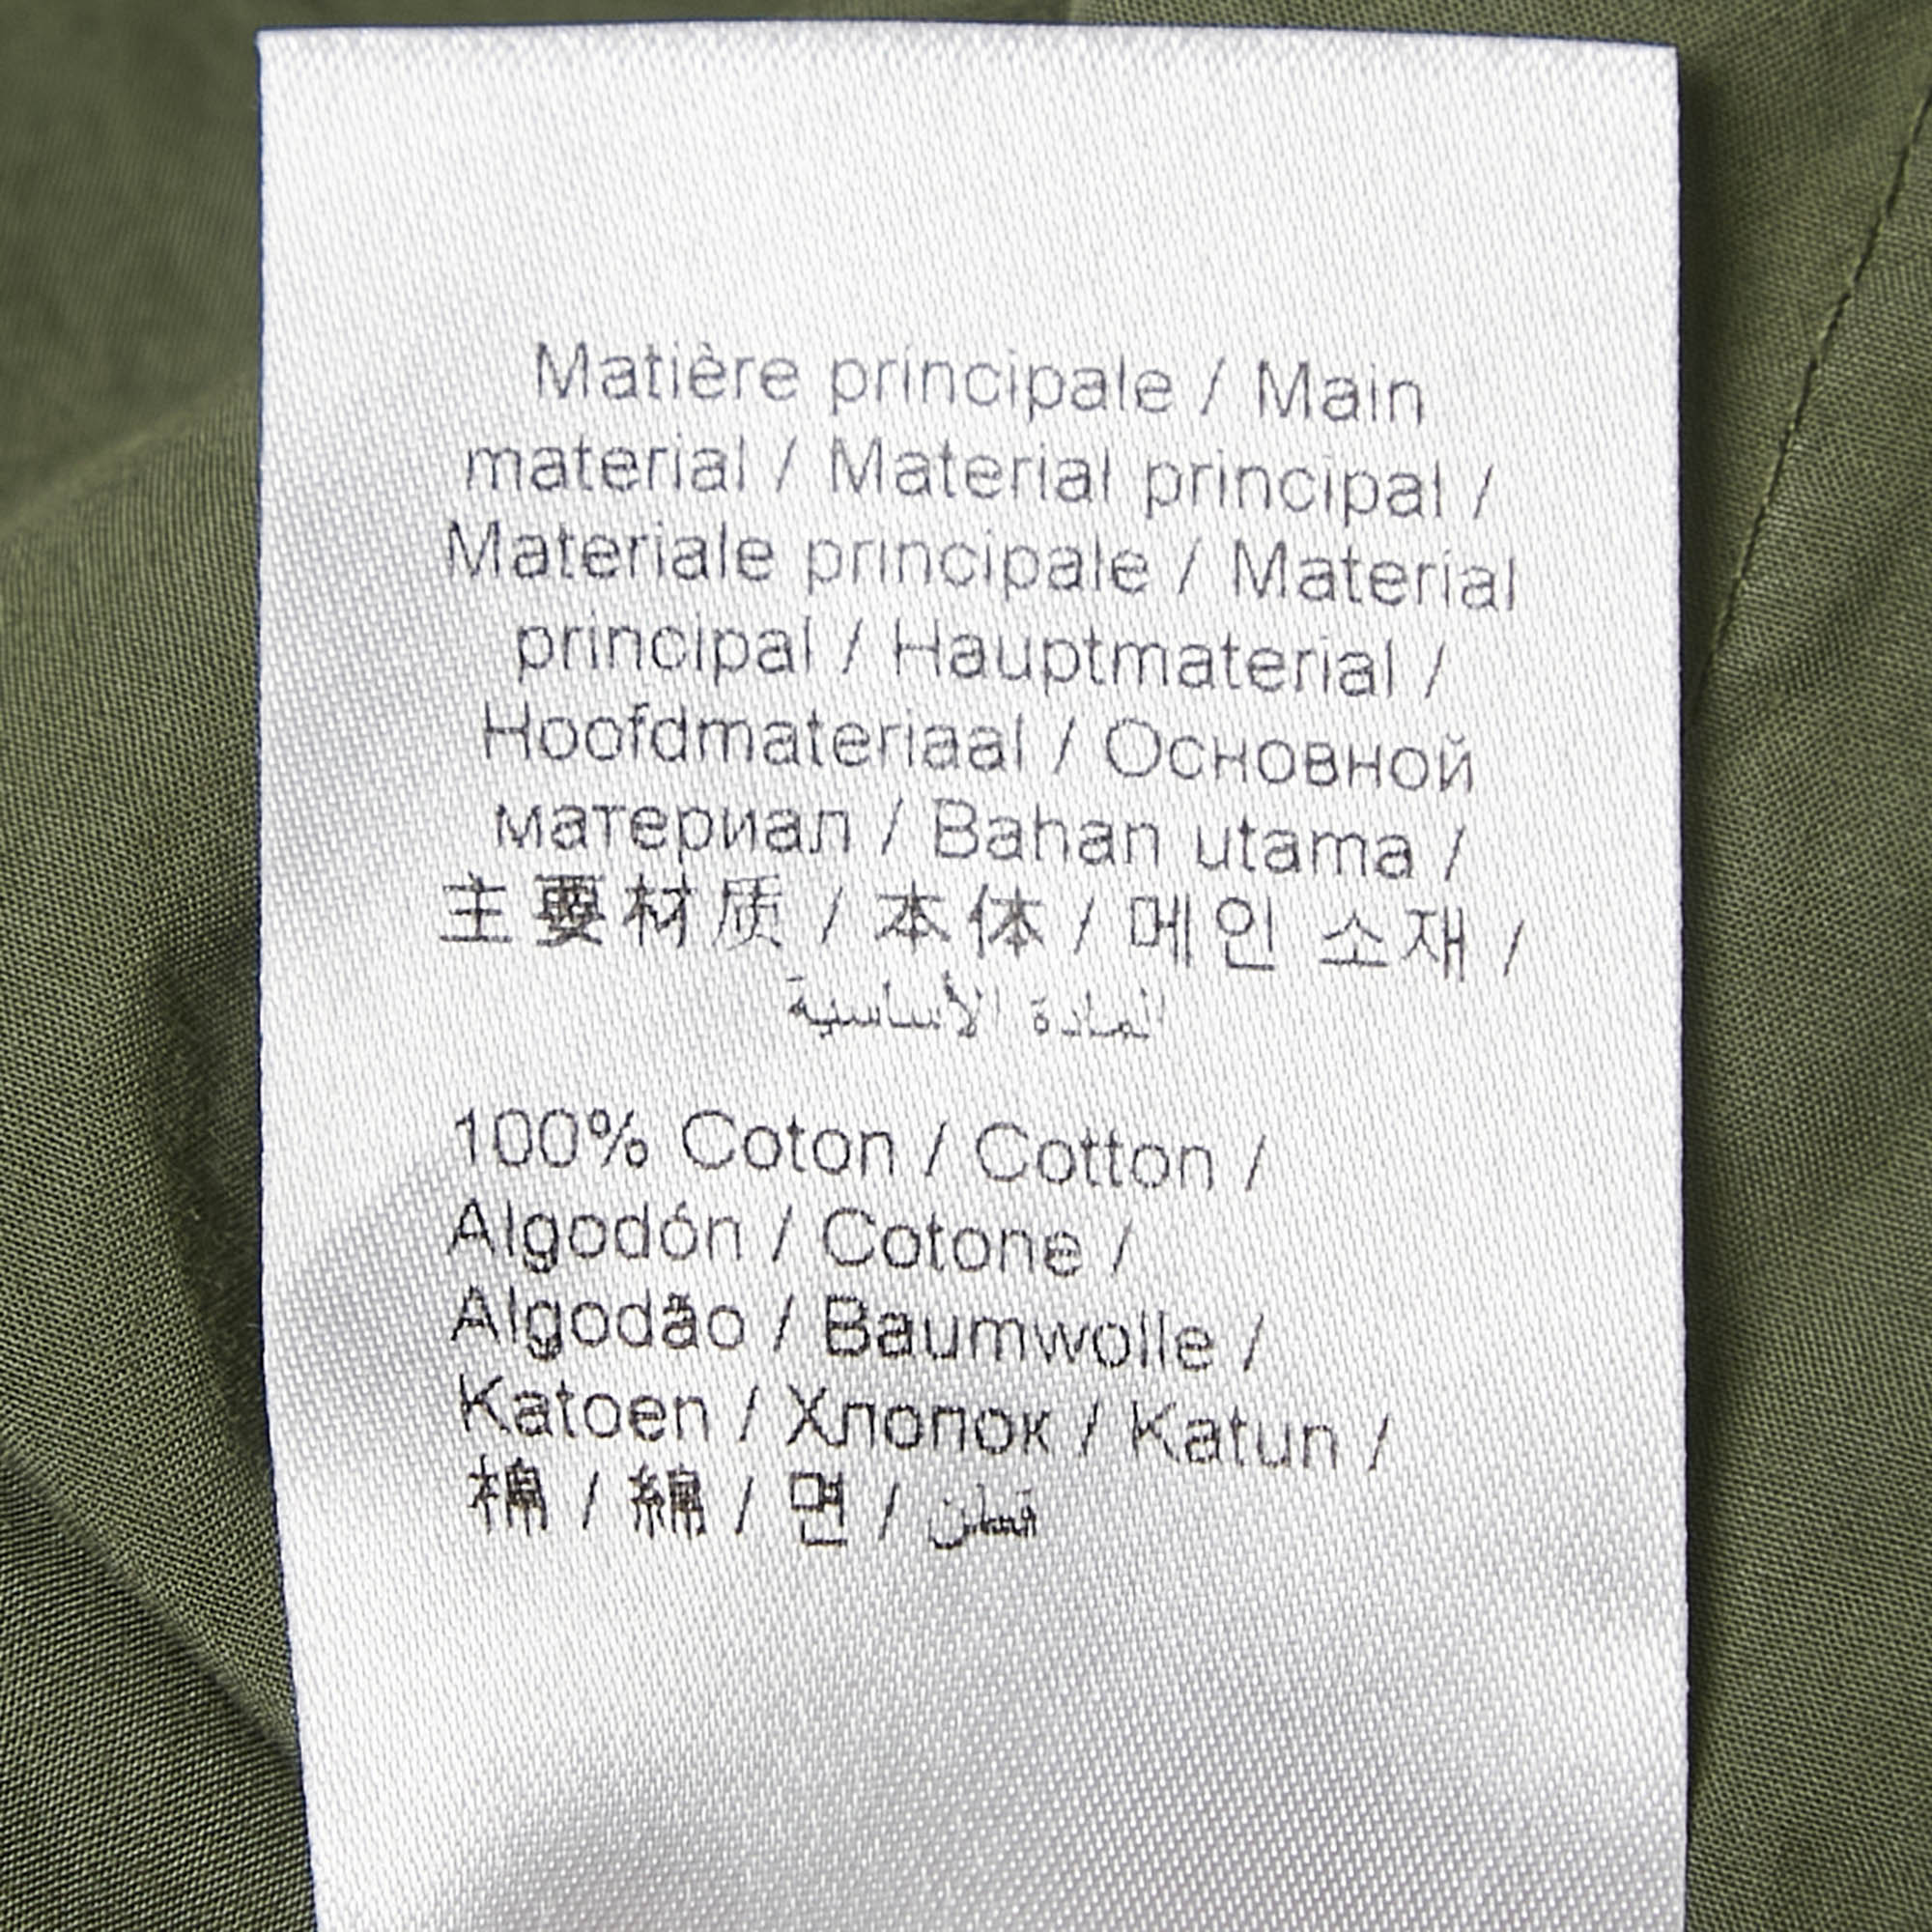 Matière principale / Main
material / Material principal /
Materiale principale / Material
principal / Hauptmaterial /
Hoofdmateriaal / Основной
материал / Bahan utama /
主要材质 / 本体 / 메인 소재 /
المادة الأساسية
100% Coton / Cotton /
Algodón / Cotone /
Algodão / Baumwolle /
Katoen / Хлопок / Katun /
棉 / 綿 / 면 / قطن